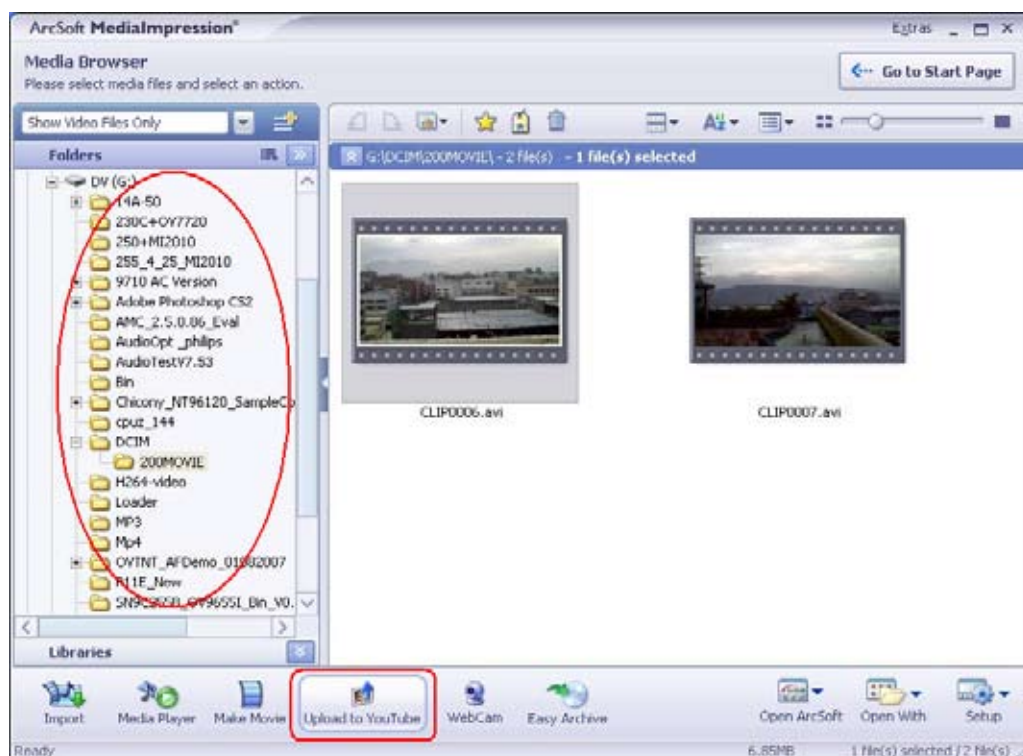 ArcSoft MediaImpression®
Extras
Media Browser
Please select media files and select an action.
Go to Start Page
Show Video Files Only
Folders
G:\DCIM\200MOVIE\ - 2 file(s) - 1 file(s) selected
DV (G:)
14A-50
230C+OV7720
250+MI2010
255_4_25_MI2010
9710 AC Version
Adobe Photoshop CS2
AMC_2.5.0.06_Eval
AudioOpt _philips
AudioTestV7.53
Bin
Chicony_NT96120_SampleCo
cpuz_144
DCIM
200MOVIE
H264-video
Loader
MP3
Mp4
OVTNT_AFDemo_01082007
R11E_New
CLIP0006.avi
CLIP0007.avi
Libraries
Import
Media Player
Make Movie
Upload to YouTube
WebCam
Easy Archive
Open ArcSoft
Open With
Setup
Ready
6.85MB
1 file(s) selected (2 file(s)